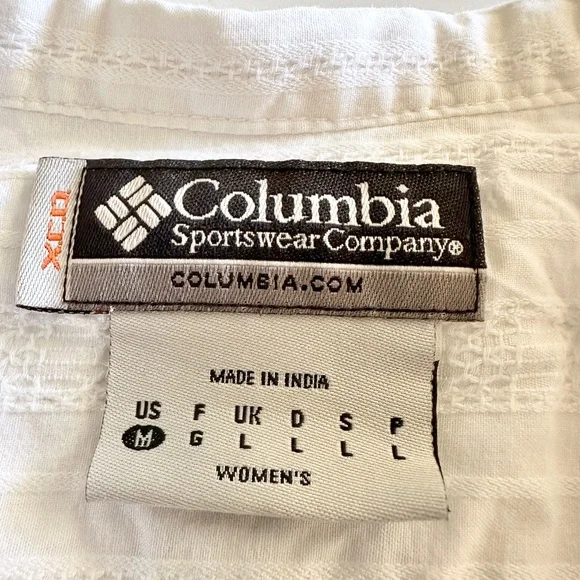 XCO
Columbia
Sportswear Company®
COLUMBIA.COM
MADE IN INDIA
US F UK D S P
M G L L L L
WOMEN'S